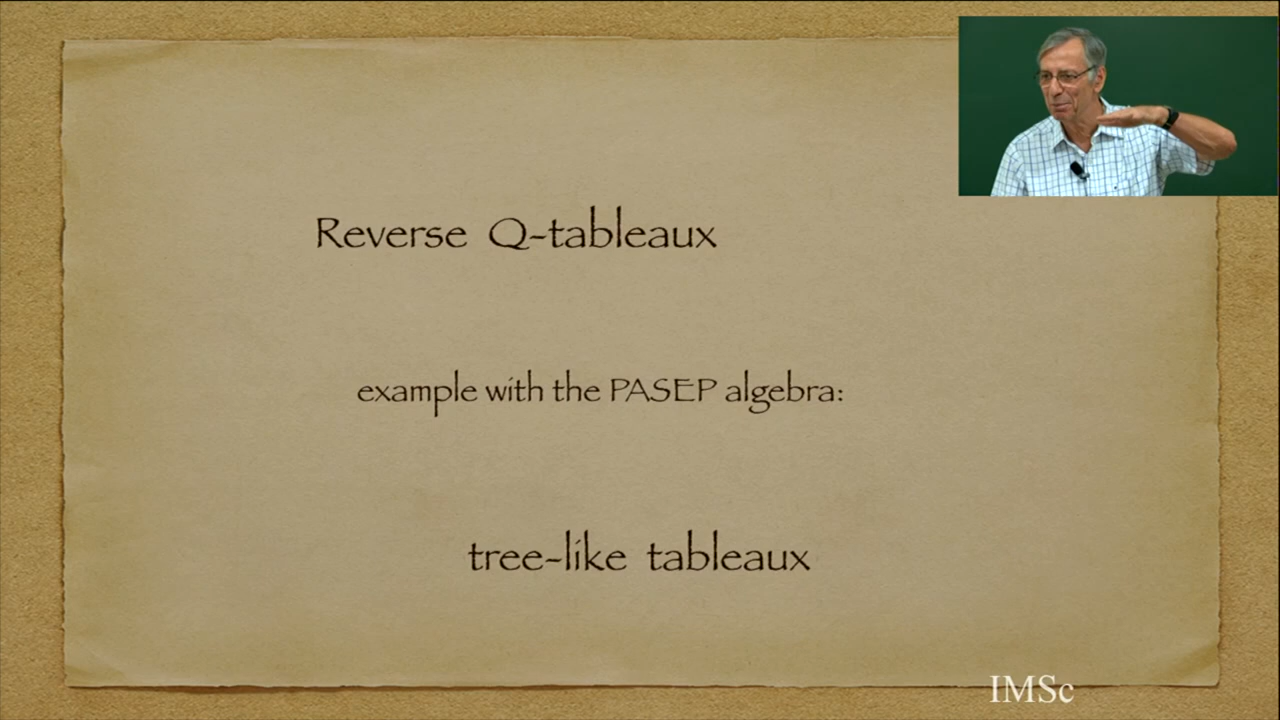 Reverse Q-tableaux
example with the PASEP algebra:
tree-like tableaux
IMSc